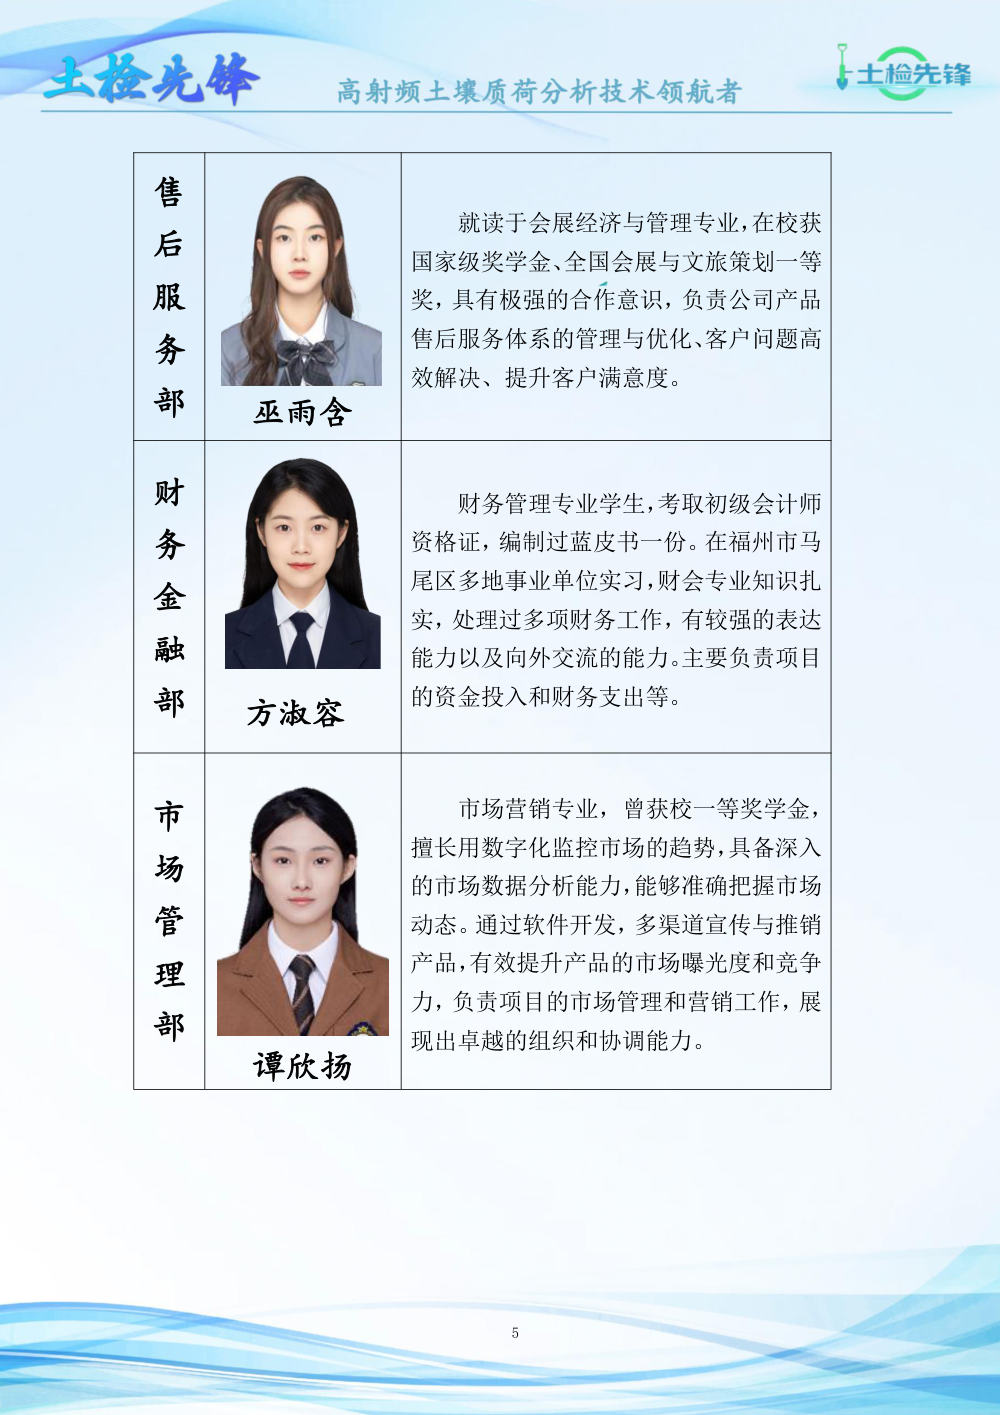 土检先锋
高射频土壤质荷分析技术领航者
土检先锋
售后服务部
巫雨含
就读于会展经济与管理专业，在校获
国家级奖学金、全国会展与文旅策划一等
奖，具有极强的合作意识，负责公司产品
售后服务体系的管理与优化、客户问题高
效解决、提升客户满意度。
财务金融部
方淑容
财务管理专业学生，考取初级会计师
资格证，编制过蓝皮书一份。在福州市马
尾区多地事业单位实习，财会专业知识扎
实，处理过多项财务工作，有较强的表达
能力以及向外交流的能力。主要负责项目
的资金投入和财务支出等。
市场管理部
谭欣扬
市场营销专业，曾获校一等奖学金，
擅长用数字化监控市场的趋势，具备深入
的市场数据分析能力，能够准确把握市场
动态。通过软件开发，多渠道宣传与推销
产品，有效提升产品的市场曝光度和竞争
力，负责项目的市场管理和营销工作，展
现出卓越的组织和协调能力。
5